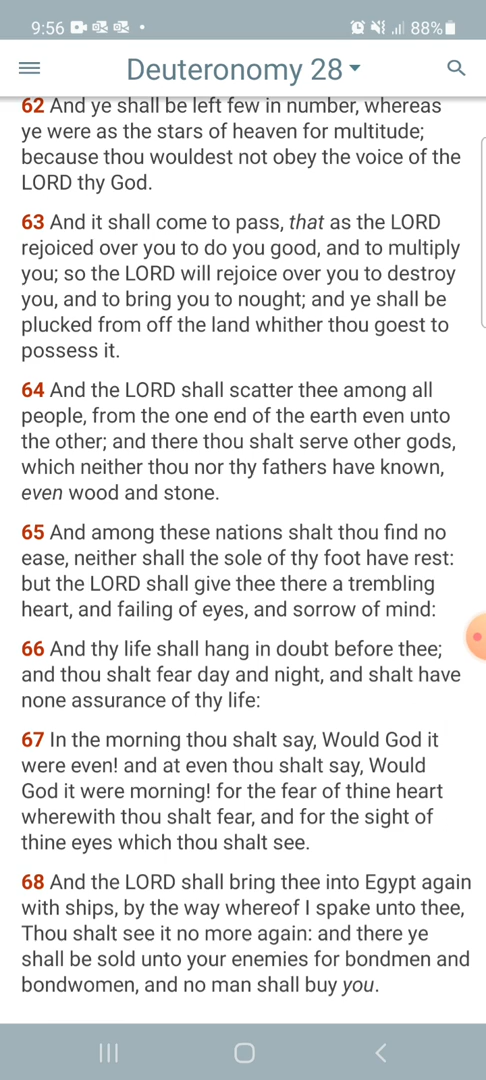 9:56 88%
Deuteronomy 28
62 And ye shall be left few in number, whereas
ye were as the stars of heaven for multitude;
because thou wouldest not obey the voice of the
LORD thy God.
63 And it shall come to pass, that as the LORD
rejoiced over you to do you good, and to multiply
you; so the LORD will rejoice over you to destroy
you, and to bring you to nought; and ye shall be
plucked from off the land whither thou goest to
possess it.
64 And the LORD shall scatter thee among all
people, from the one end of the earth even unto
the other; and there thou shalt serve other gods,
which neither thou nor thy fathers have known,
even wood and stone.
65 And among these nations shalt thou find no
ease, neither shall the sole of thy foot have rest:
but the LORD shall give thee there a trembling
heart, and failing of eyes, and sorrow of mind:
66 And thy life shall hang in doubt before thee;
and thou shalt fear day and night, and shalt have
none assurance of thy life:
67 In the morning thou shalt say, Would God it
were even! and at even thou shalt say, Would
God it were morning! for the fear of thine heart
wherewith thou shalt fear, and for the sight of
thine eyes which thou shalt see.
68 And the LORD shall bring thee into Egypt again
with ships, by the way whereof I spake unto thee,
Thou shalt see it no more again: and there ye
shall be sold unto your enemies for bondmen and
bondwomen, and no man shall buy you.